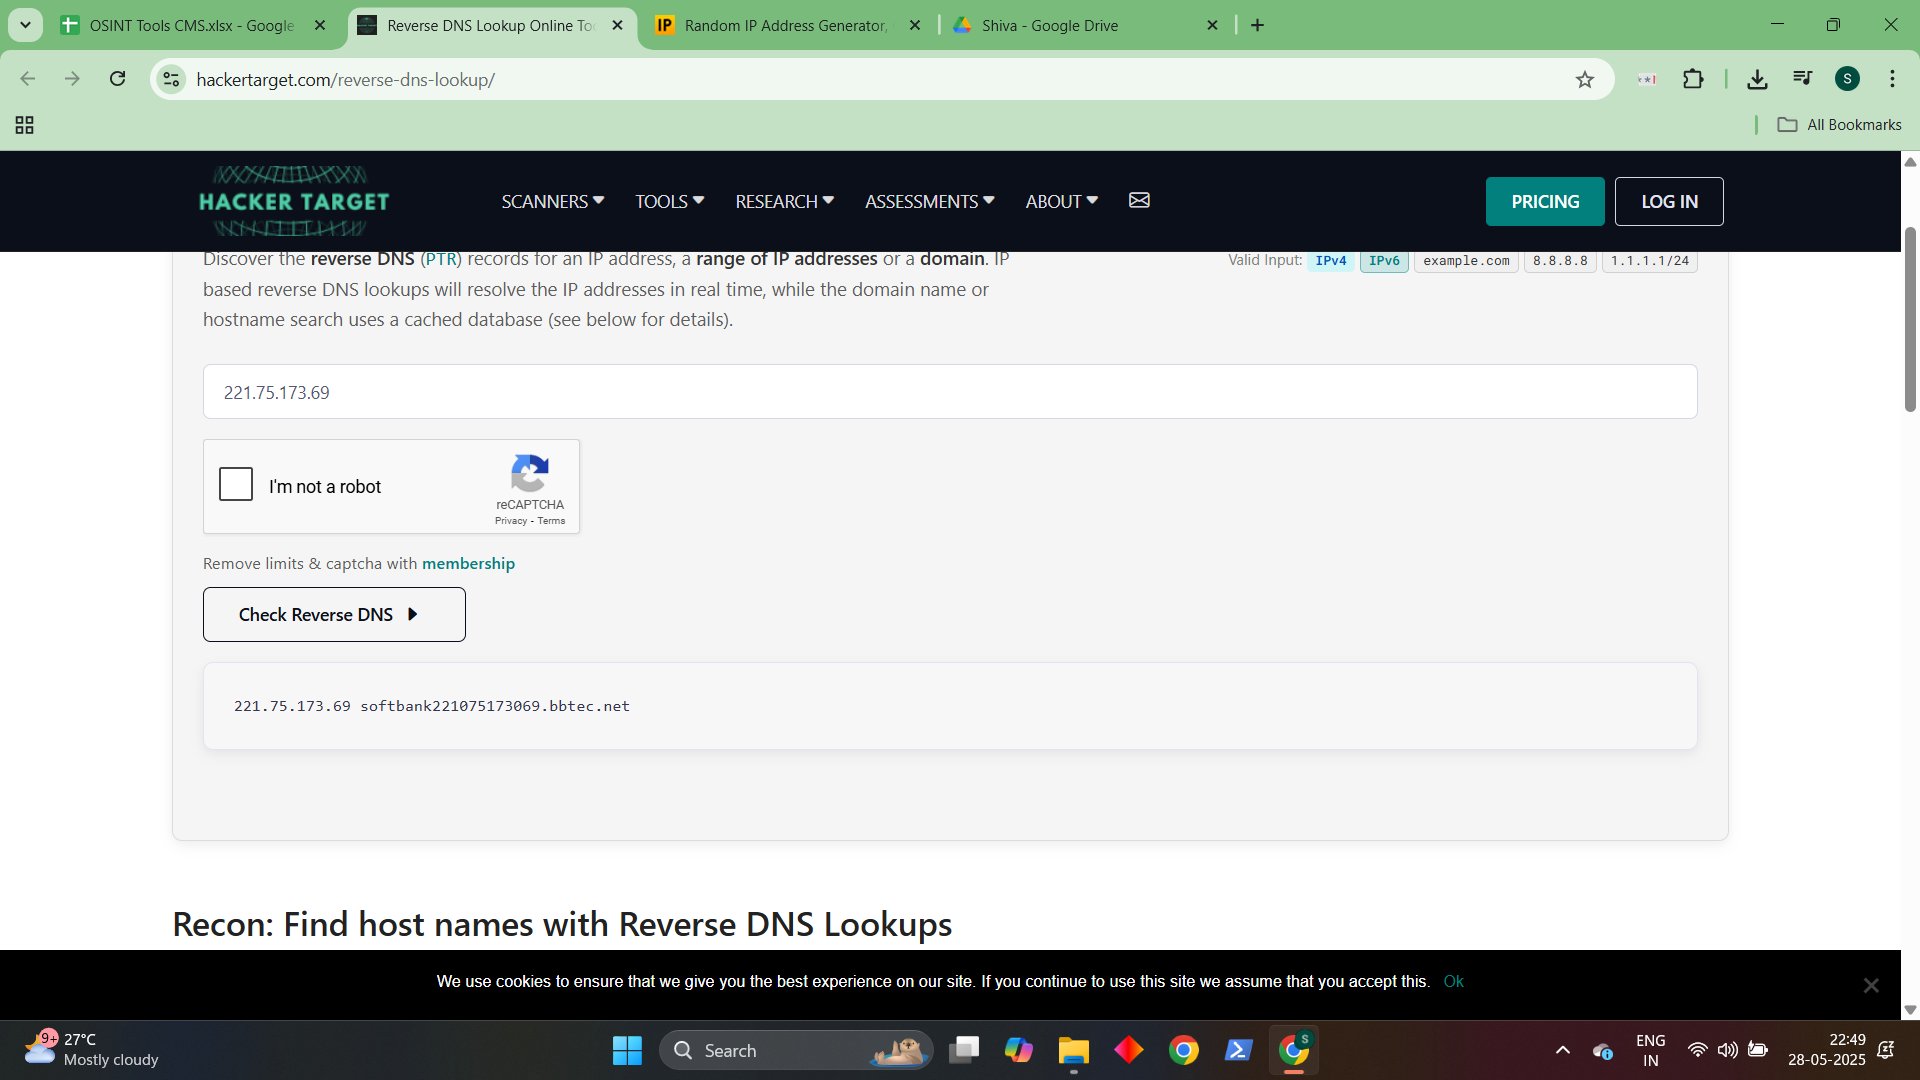 OSINT Tools CMS.xlsx - Google
Reverse DNS Lookup Online Too
IP Random IP Address Generator,
Shiva - Google Drive
hackertarget.com/reverse-dns-lookup/
S
All Bookmarks
HACKER TARGET
SCANNERS TOOLS RESEARCH ASSESSMENTS ABOUT
PRICING LOG IN
Discover the reverse DNS (PTR) records for an IP address, a range of IP addresses or a domain. IP
based reverse DNS lookups will resolve the IP addresses in real time, while the domain name or
hostname search uses a cached database (see below for details).
Valid Input: IPv4 IPv6 example.com 8.8.8.8 1.1.1.1/24
221.75.173.69
I'm not a robot
reCAPTCHA
Privacy - Terms
Remove limits & captcha with membership
Check Reverse DNS
221.75.173.69 softbank221075173069.bbtec.net
Recon: Find host names with Reverse DNS Lookups
We use cookies to ensure that we give you the best experience on our site. If you continue to use this site we assume that you accept this. Ok
9+
27°C
Mostly cloudy
Search
S
ENG
IN
22:49
28-05-2025